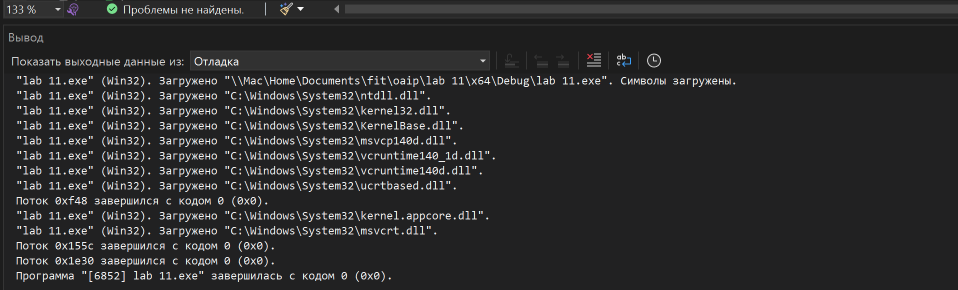 133 %
Проблемы не найдены.
Вывод
Показать выходные данные из: Отладка
"lab 11.exe" (Win32). Загружено "\\Mac\Home\Documents\fit\oaip\lab 11\x64\Debug\lab 11.exe". Символы загружены.
"lab 11.exe" (Win32). Загружено "C:\Windows\System32\ntdll.dll".
"lab 11.exe" (Win32). Загружено "C:\Windows\System32\kernel32.dll".
"lab 11.exe" (Win32). Загружено "C:\Windows\System32\KernelBase.dll".
"lab 11.exe" (Win32). Загружено "C:\Windows\System32\msvcp140d.dll".
"lab 11.exe" (Win32). Загружено "C:\Windows\System32\vcruntime140_1d.dll".
"lab 11.exe" (Win32). Загружено "C:\Windows\System32\vcruntime140d.dll".
"lab 11.exe" (Win32). Загружено "C:\Windows\System32\ucrtbased.dll".
Поток 0xf48 завершился с кодом 0 (0x0).
"lab 11.exe" (Win32). Загружено "C:\Windows\System32\kernel.appcore.dll".
"lab 11.exe" (Win32). Загружено "C:\Windows\System32\msvcrt.dll".
Поток 0x155c завершился с кодом 0 (0x0).
Поток 0x1e30 завершился с кодом 0 (0x0).
Программа "[6852] lab 11.exe" завершилась с кодом 0 (0x0).